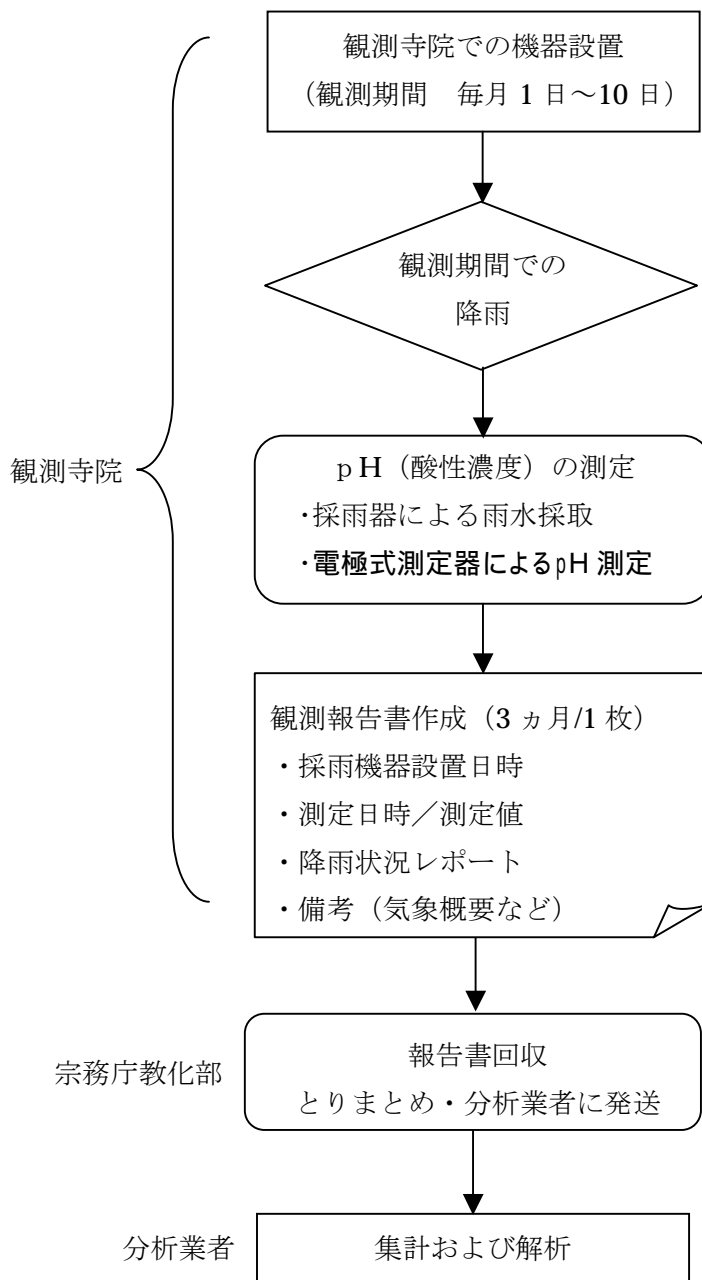 観測寺院での機器設置
（観測期間　毎月 1 日～10 日）
観測期間での
降雨
観測寺院
ｐH（酸性濃度）の測定
・採雨器による雨水採取
・電極式測定器によるpH 測定
観測報告書作成（3 ヵ月/1 枚）
・採雨機器設置日時
・測定日時／測定値
・降雨状況レポート
・備考（気象概要など）
宗務庁教化部
報告書回収
とりまとめ・分析業者に発送
分析業者
集計および解析